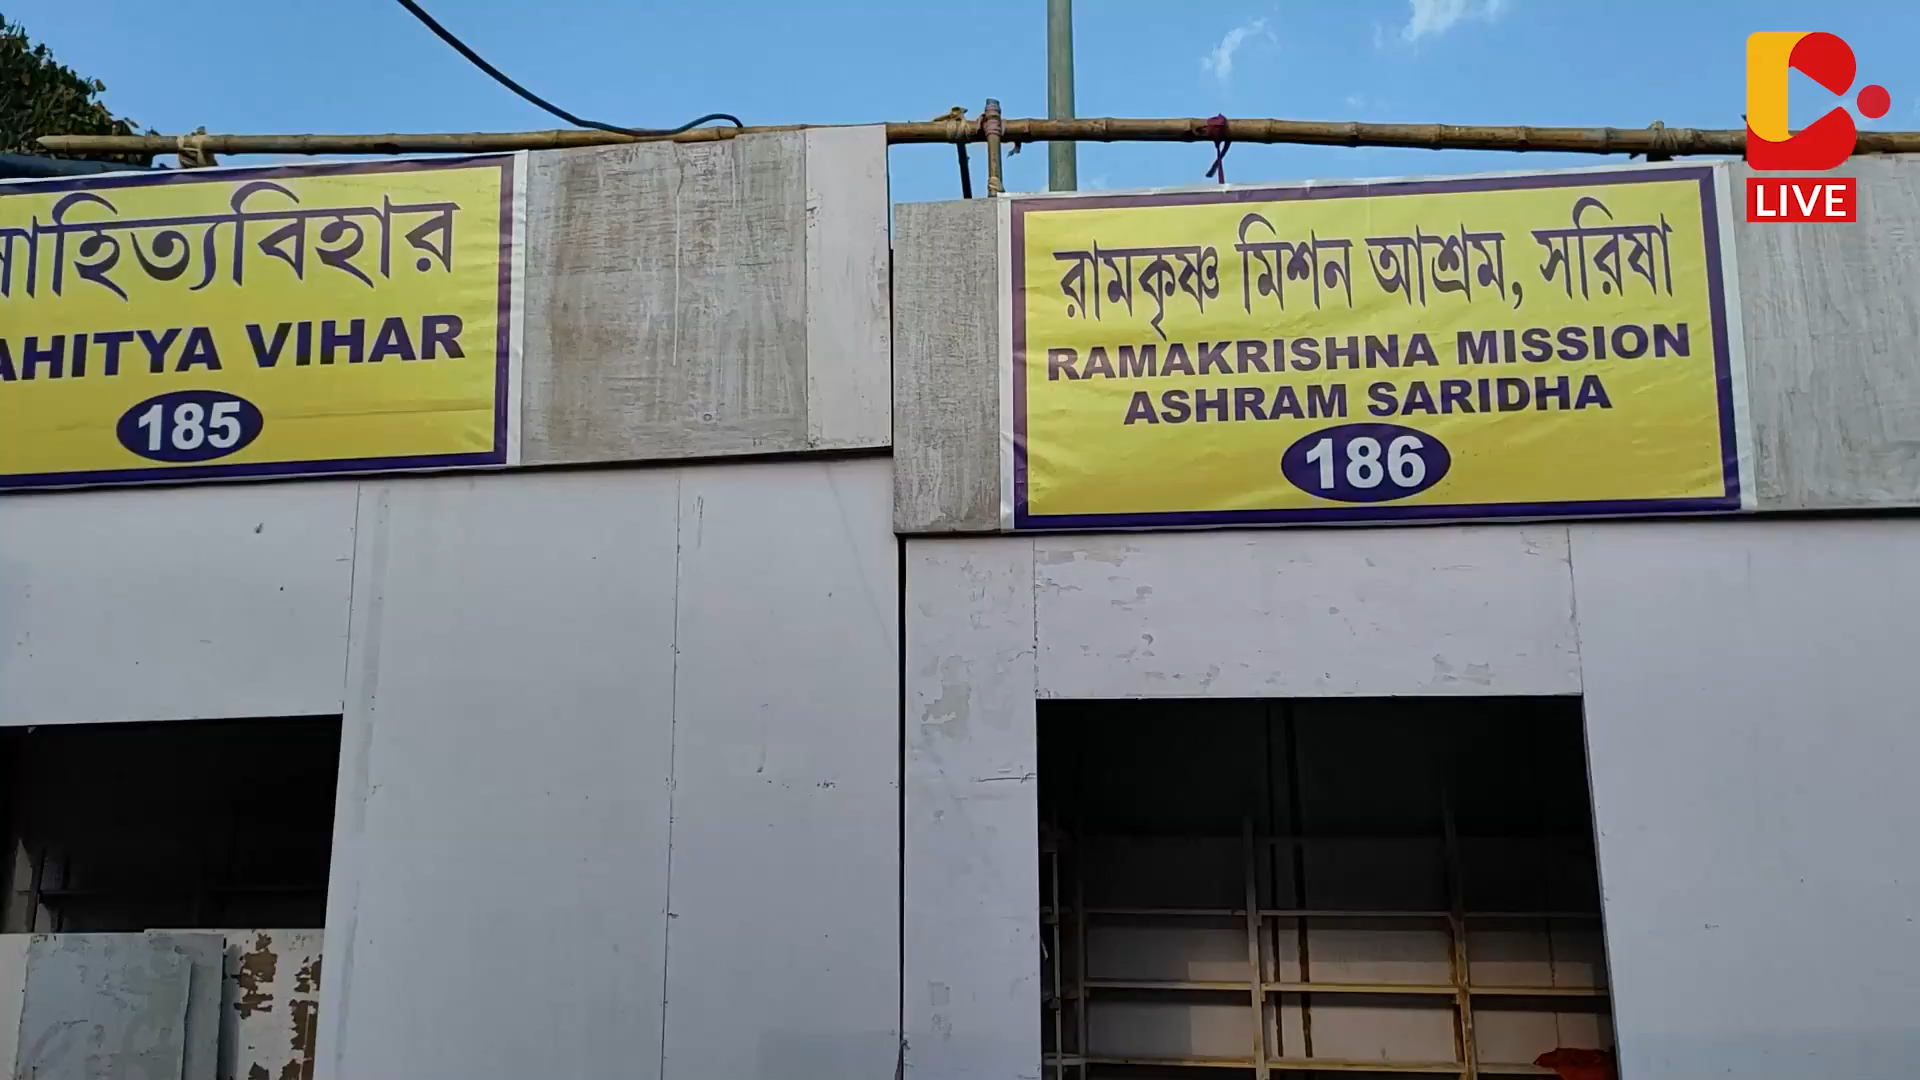 সাহিত্যবিহার
AHITYA VIHAR
185
রামকৃষ্ণ মিশন আশ্রম, সরিষা
RAMAKRISHNA MISSION
ASHRAM SARIDHA
186
LIVE